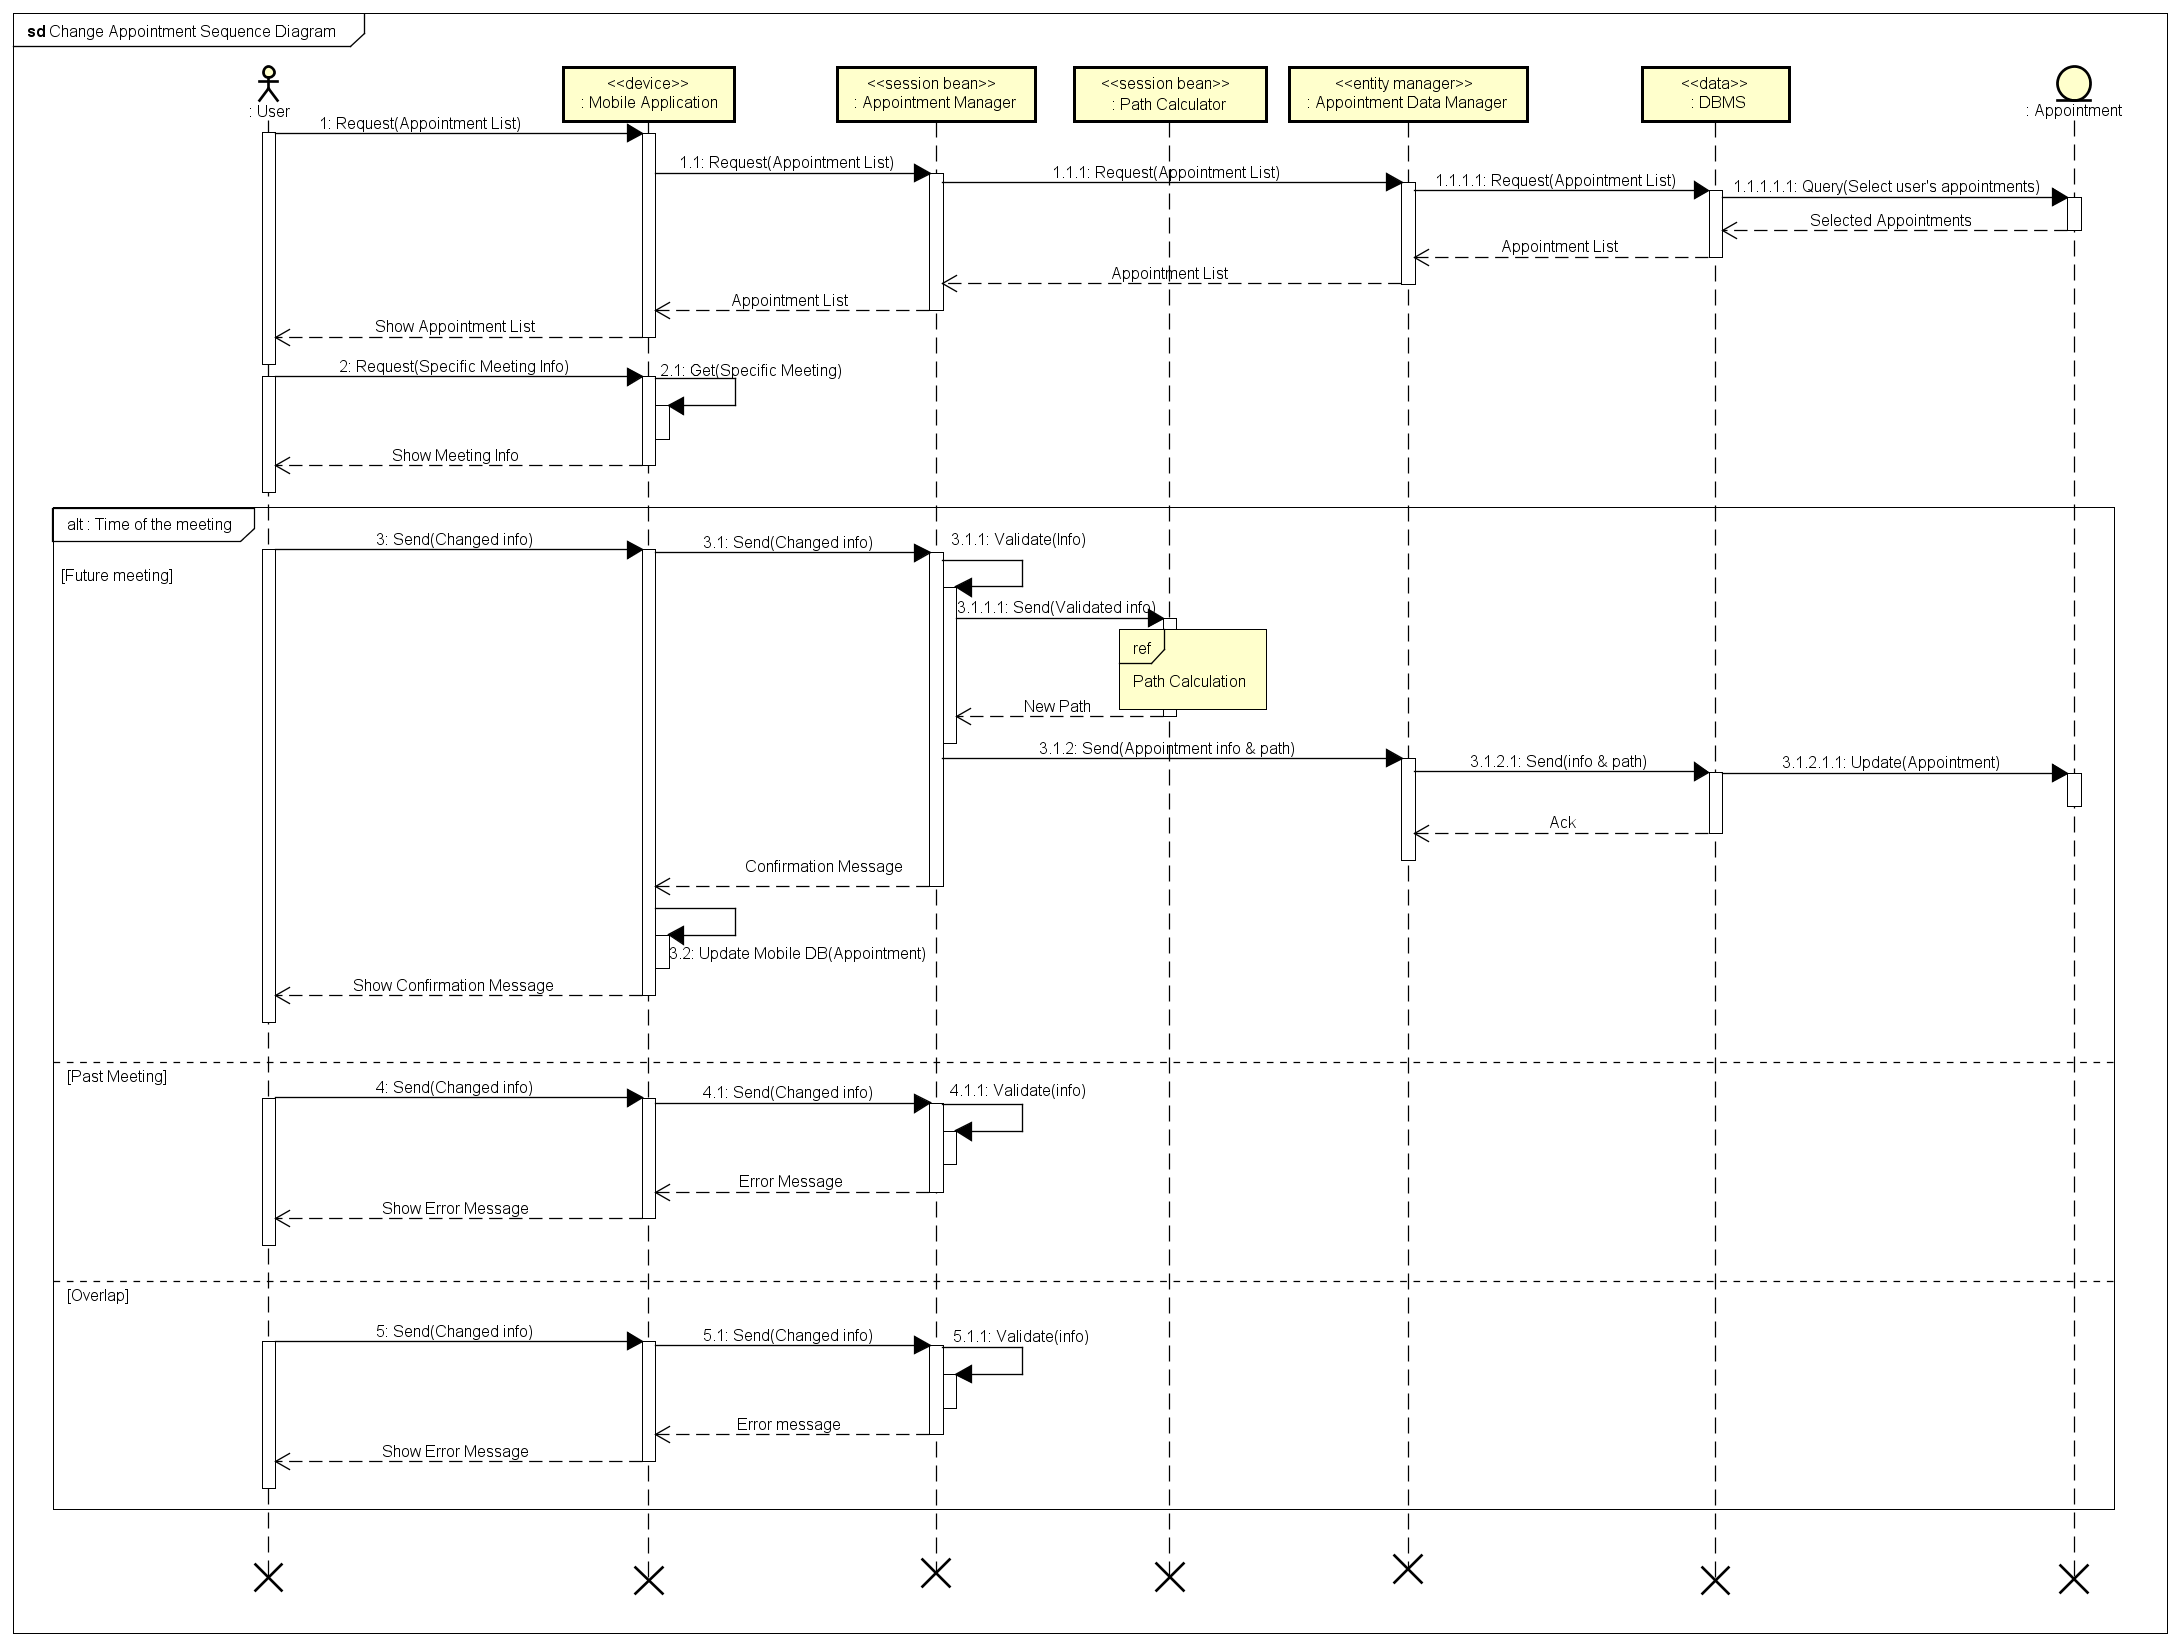 sd Change Appointment Sequence Diagram
: User
<<device>>
: Mobile Application
<<session bean>>
: Appointment Manager
<<session bean>>
: Path Calculator
<<entity manager>>
: Appointment Data Manager
<<data>>
: DBMS
: Appointment
1: Request(Appointment List)
1.1: Request(Appointment List)
1.1.1: Request(Appointment List)
1.1.1.1: Request(Appointment List)
1.1.1.1.1: Query(Select user's appointments)
Selected Appointments
Appointment List
Appointment List
Appointment List
Show Appointment List
2: Request(Specific Meeting Info)
2.1: Get(Specific Meeting)
Show Meeting Info
alt : Time of the meeting
[Future meeting]
3: Send(Changed info)
3.1: Send(Changed info)
3.1.1: Validate(Info)
3.1.1.1: Send(Validated info)
ref
Path Calculation
New Path
3.1.2: Send(Appointment info & path)
3.1.2.1: Send(info & path)
3.1.2.1.1: Update(Appointment)
Ack
Confirmation Message
3.2: Update Mobile DB(Appointment)
Show Confirmation Message
[Past Meeting]
4: Send(Changed info)
4.1: Send(Changed info)
4.1.1: Validate(info)
Error Message
Show Error Message
[Overlap]
5: Send(Changed info)
5.1: Send(Changed info)
5.1.1: Validate(info)
Error message
Show Error Message